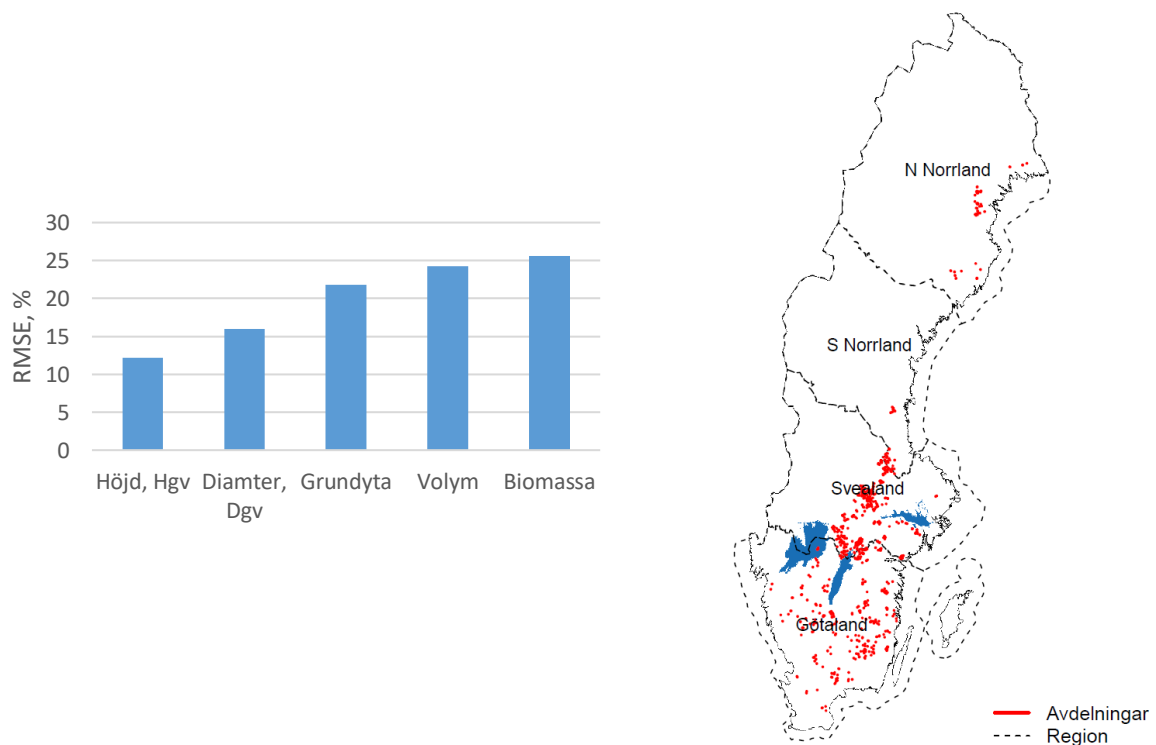 30
25
20
15
10
5
0
RMSE, %
Höjd, Hgv
Diamter, Dgv
Grundyta
Volym
Biomassa
N Norrland
S Norrland
Svealand
Götaland
Avdelningar
Region